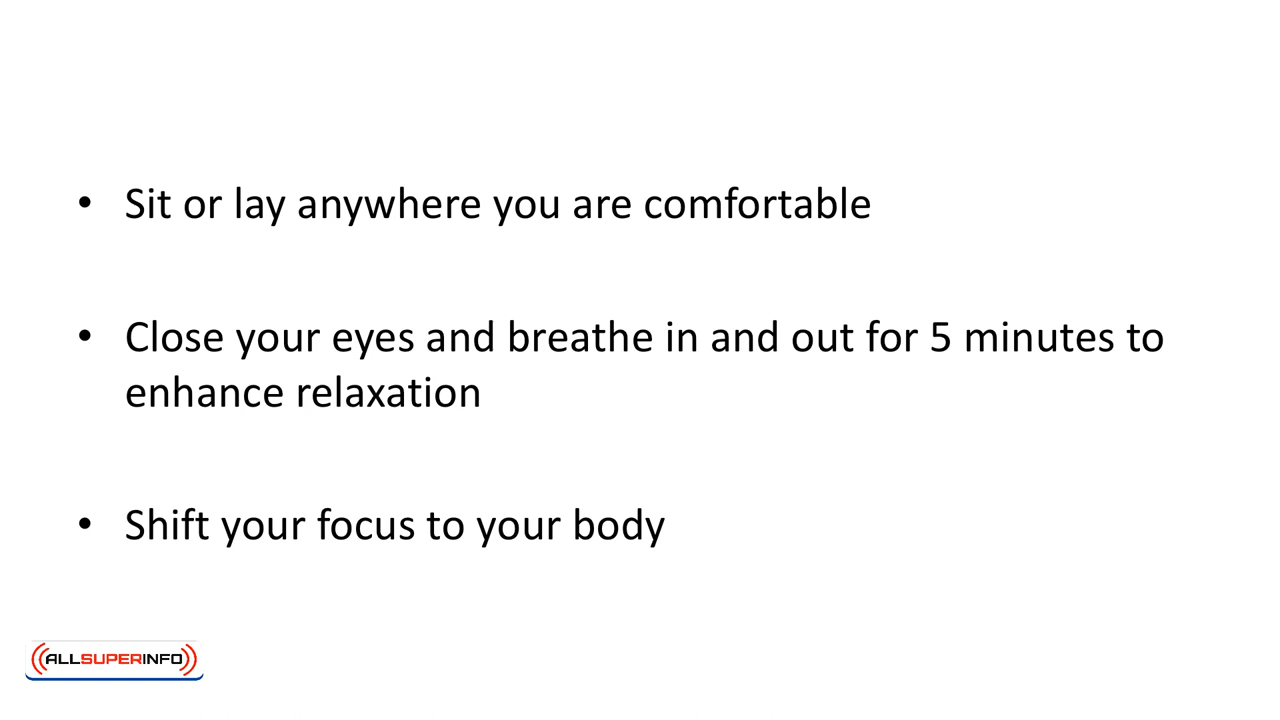 • Sit or lay anywhere you are comfortable
• Close your eyes and breathe in and out for 5 minutes to
enhance relaxation
• Shift your focus to your body
ALLSUPERINFO